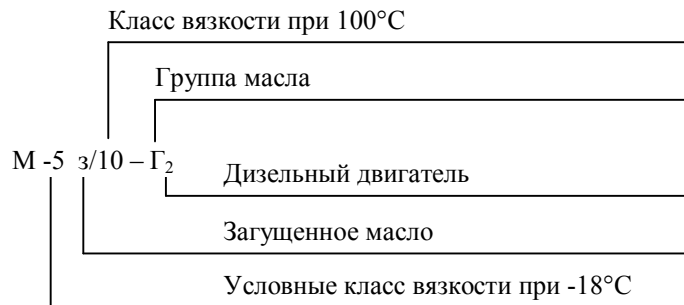 Класс вязкости при 100°С
Группа масла
М -5 з/10 – Г₂
Дизельный двигатель
Загущенное масло
Условные класс вязкости при -18°С